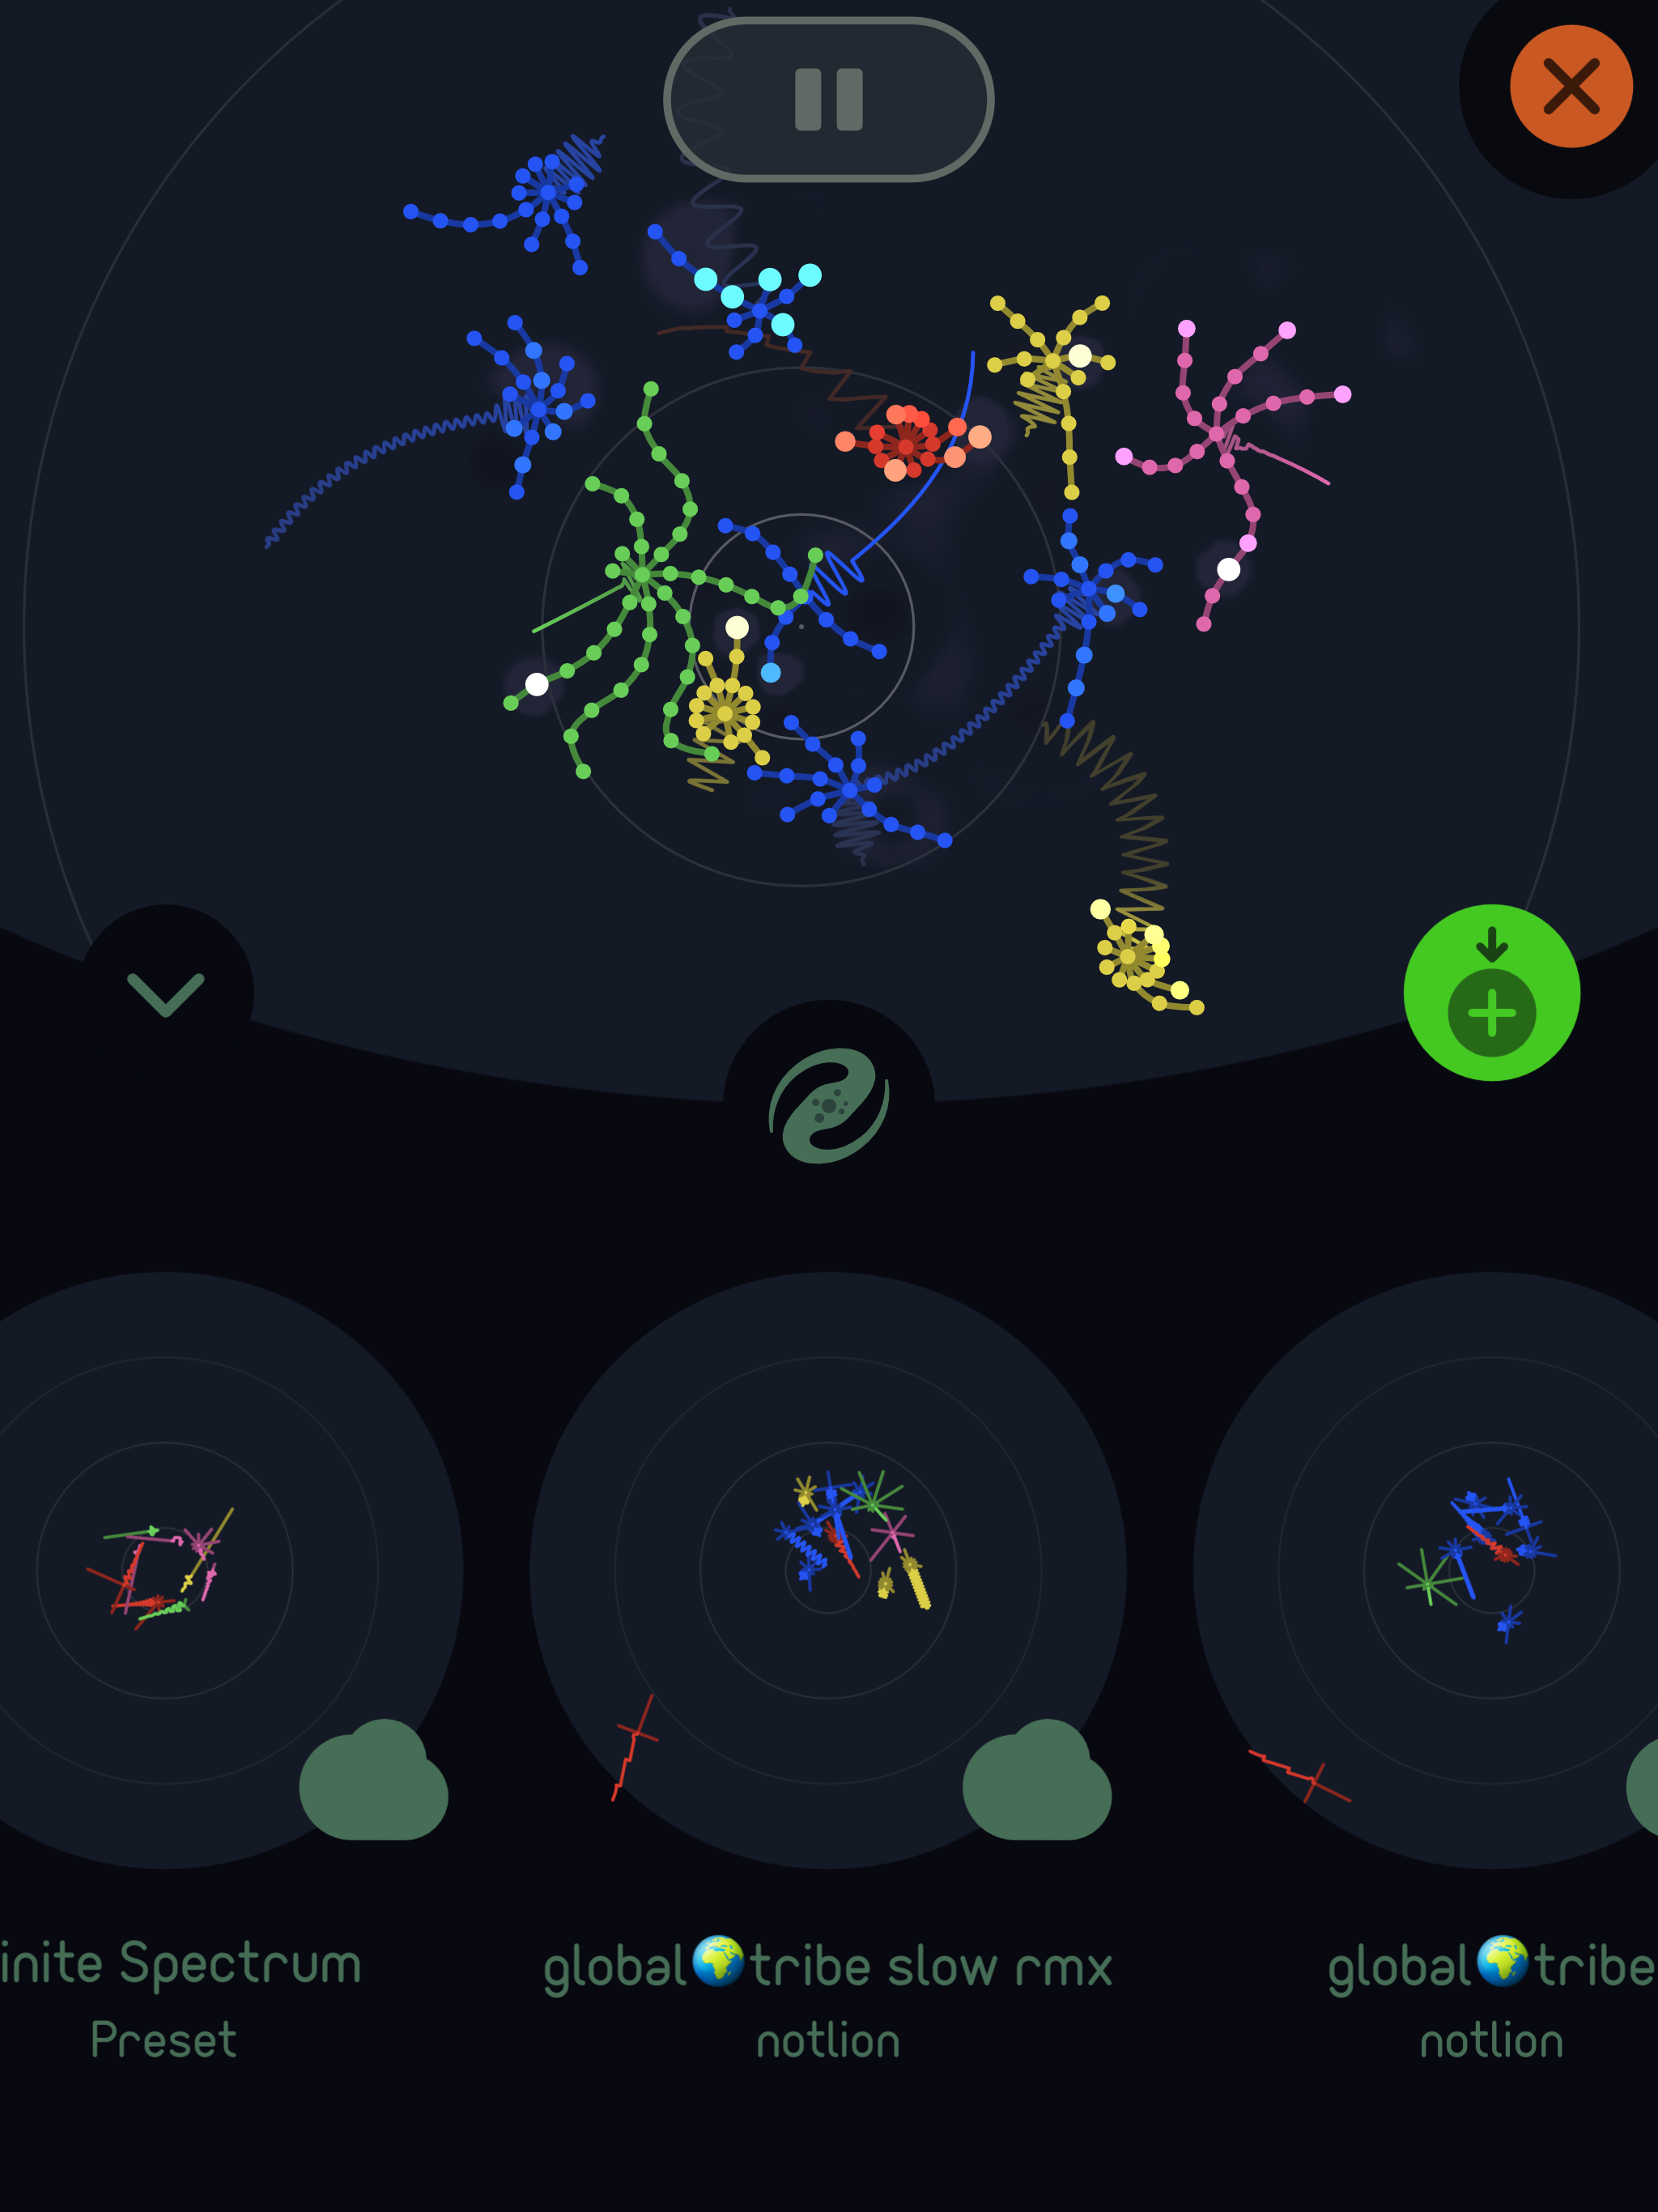 inite Spectrum
Preset
global🌍tribe slow rmx
notlion
global🌍tribe
notlion